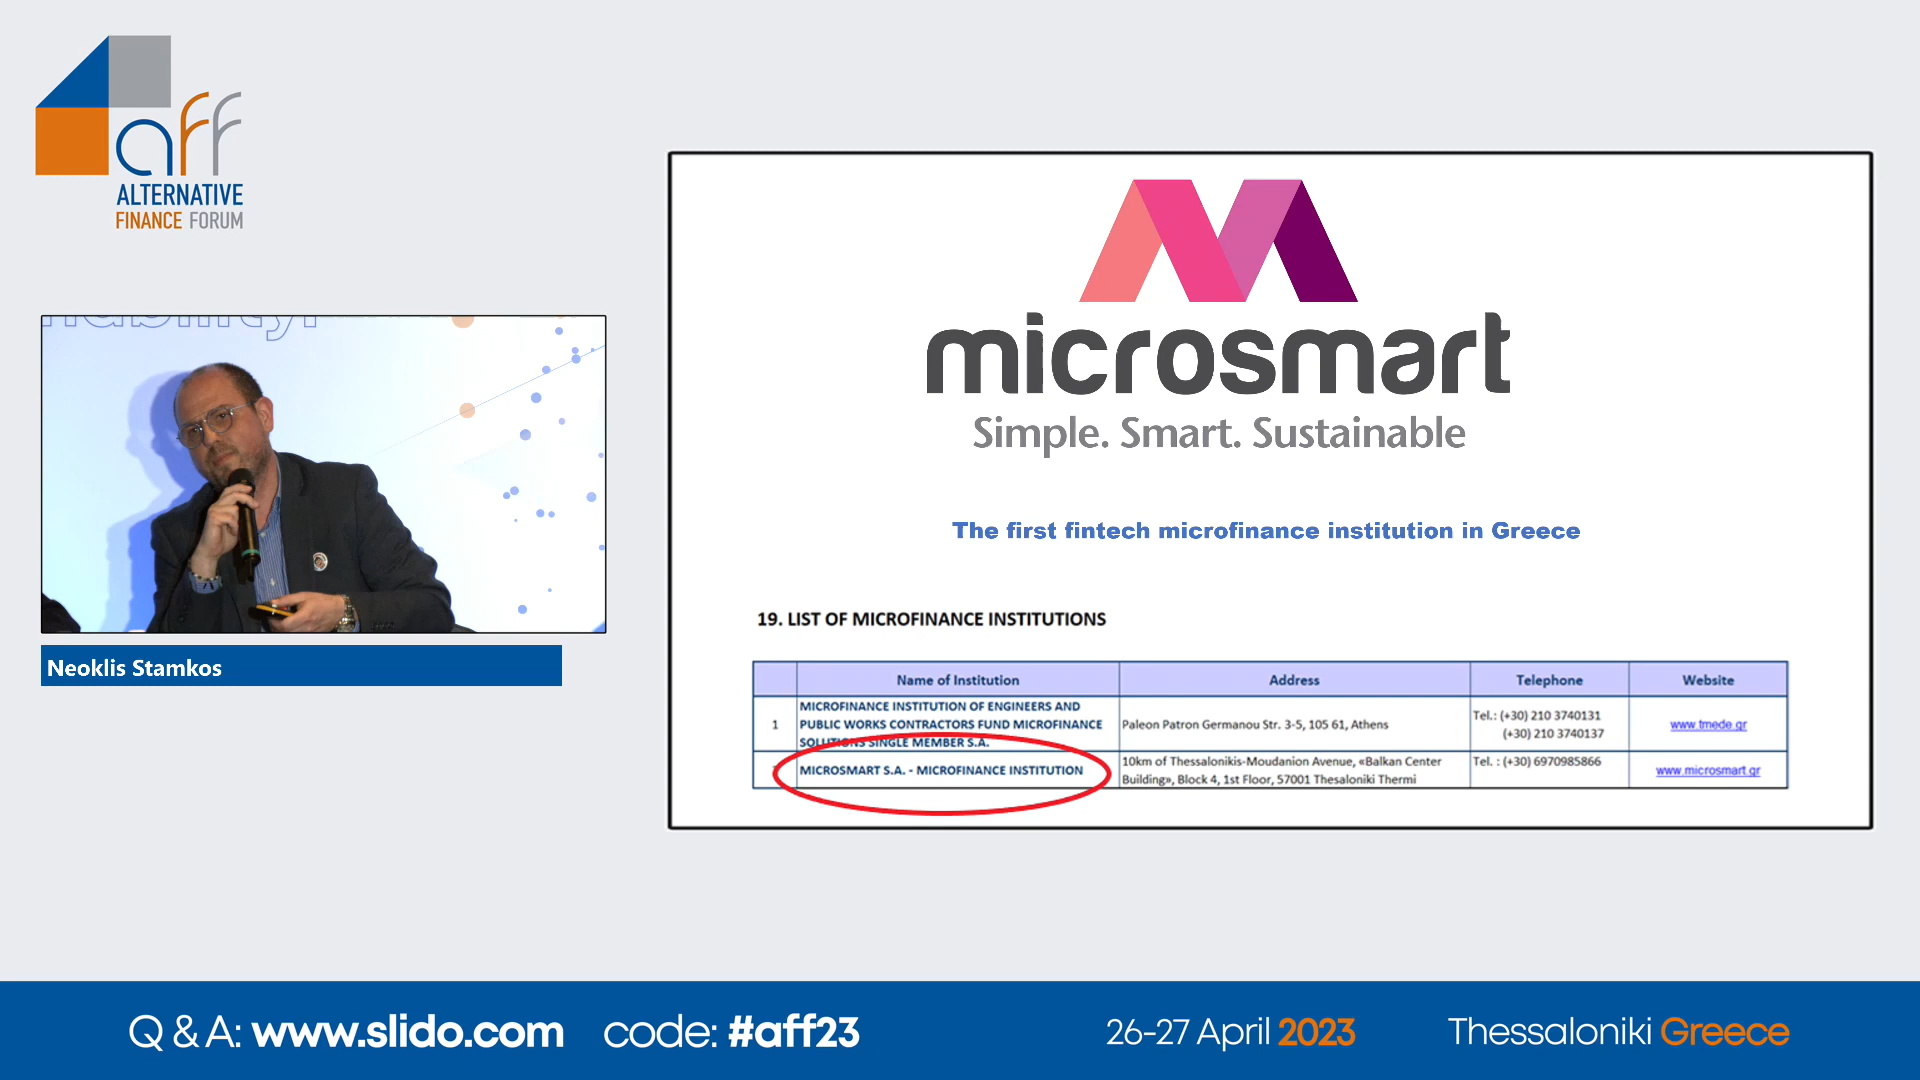 aff
ALTERNATIVE
FINANCE FORUM
Neoklis Stamkos
microsmart
Simple. Smart. Sustainable
The first fintech microfinance institution in Greece
19. LIST OF MICROFINANCE INSTITUTIONS
Name of Institution Address Telephone Website
1 MICROFINANCE INSTITUTION OF ENGINEERS AND PUBLIC WORKS CONTRACTORS FUND MICROFINANCE SOLUTIONS SINGLE MEMBER S.A. Paleon Patron Germanou Str. 3-5, 105 61, Athens Tel.: (+30) 210 3740131 (+30) 210 3740137 www.tmede.gr
MICROSMART S.A. - MICROFINANCE INSTITUTION 10km of Thessalonikis-Moudanion Avenue, «Balkan Center Building», Block 4, 1st Floor, 57001 Thesaloniki Thermi Tel. : (+30) 6970985866 www.microsmart.gr
Q & A: www.slido.com code: #aff23 26-27 April 2023 Thessaloniki Greece